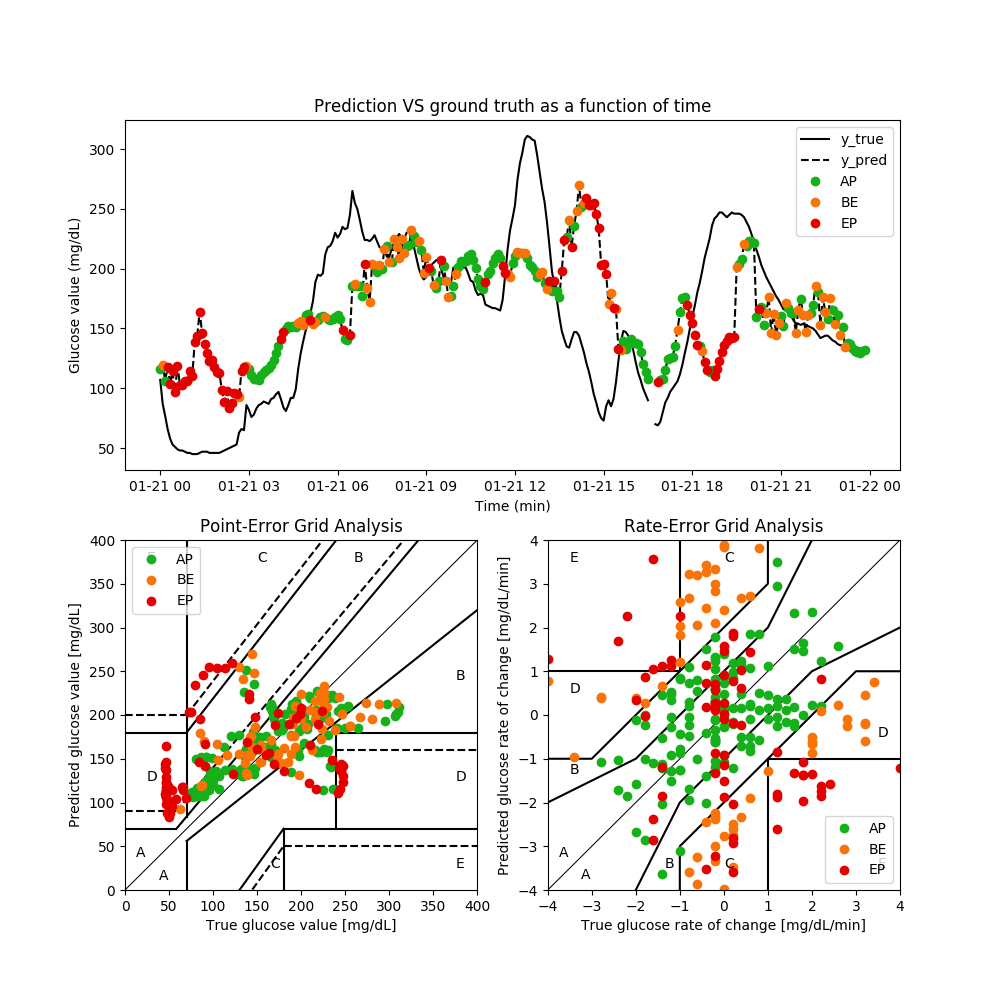 Prediction VS ground truth as a function of time
Glucose value (mg/dL)
300
250
200
150
100
50
y_true
y_pred
AP
BE
EP
01-21 00 01-21 03 01-21 06 01-21 09 01-21 12 01-21 15 01-21 18 01-21 21 01-22 00
Time (min)
Point-Error Grid Analysis
Predicted glucose value [mg/dL]
400
350
300
250
200
150
100
50
0
AP
BE
EP
C
B
B
D
D
A
A
C
E
0 50 100 150 200 250 300 350 400
True glucose value [mg/dL]
Rate-Error Grid Analysis
Predicted glucose rate of change [mg/dL/min]
4
3
2
1
0
−1
−2
−3
−4
E
C
D
D
B
A
A
B
C
AP
BE
EP
−4 −3 −2 −1 0 1 2 3 4
True glucose rate of change [mg/dL/min]